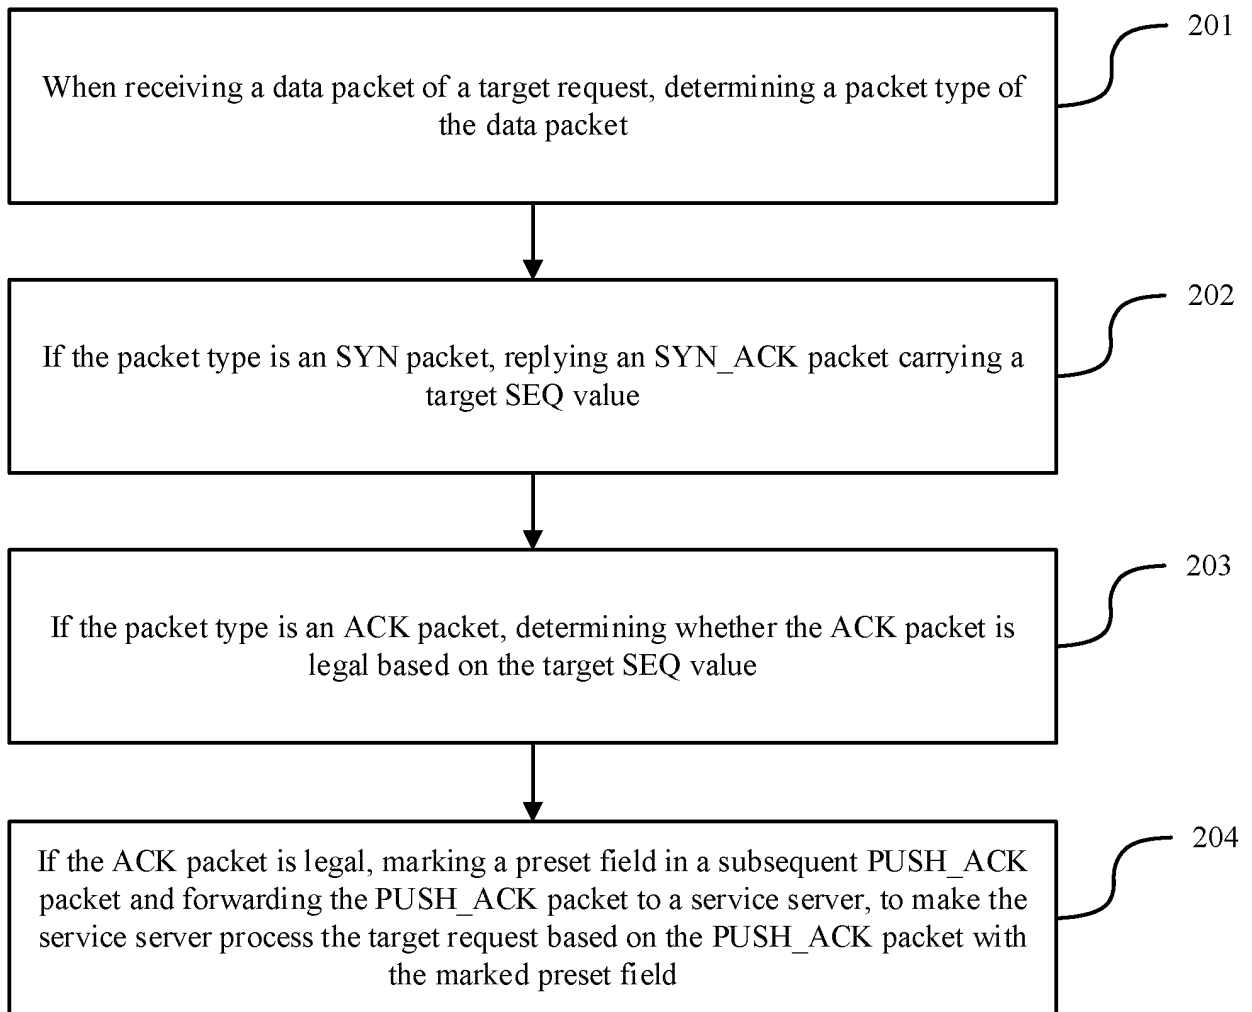 201
When receiving a data packet of a target request, determining a packet type of
the data packet
202
If the packet type is an SYN packet, replying an SYN_ACK packet carrying a
target SEQ value
203
If the packet type is an ACK packet, determining whether the ACK packet is
legal based on the target SEQ value
204
If the ACK packet is legal, marking a preset field in a subsequent PUSH_ACK
packet and forwarding the PUSH_ACK packet to a service server, to make the
service server process the target request based on the PUSH_ACK packet with
the marked preset field